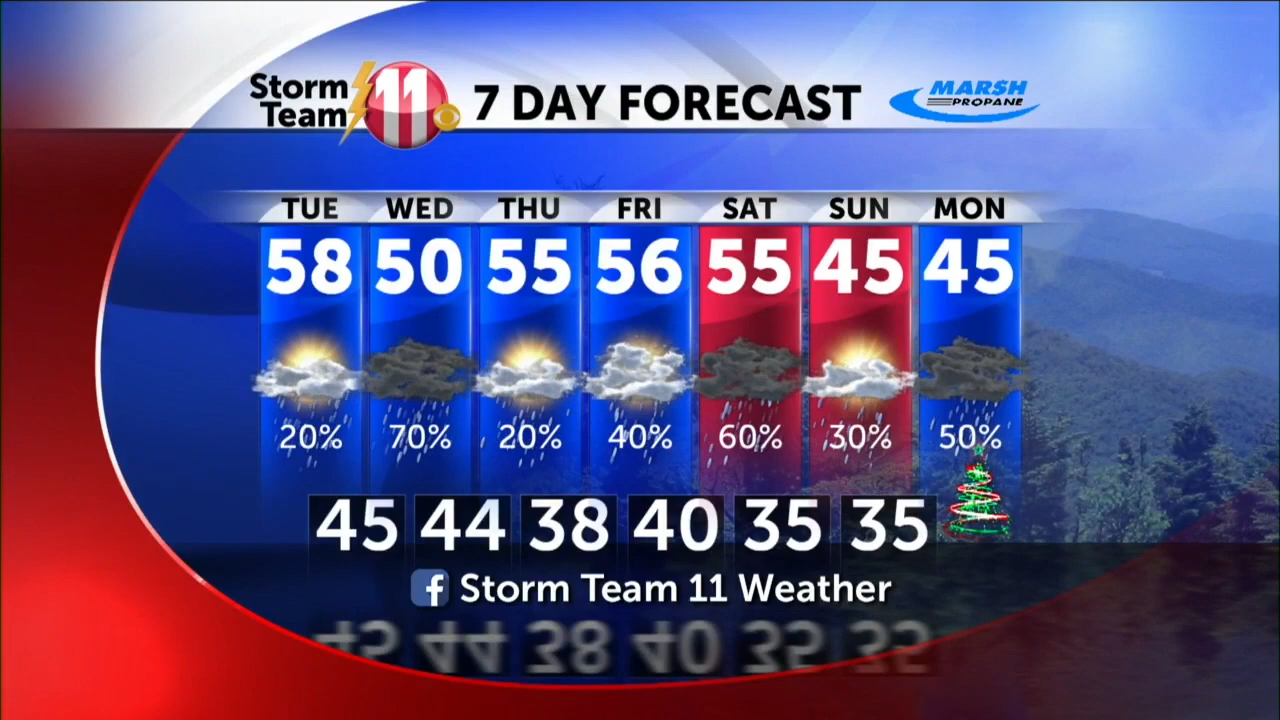 Storm
Team
11
7 DAY FORECAST
MARSH
PROPANE
TUE WED THU FRI SAT SUN MON
58 50 55 56 55 45 45
20% 70% 20% 40% 60% 30% 50%
45 44 38 40 35 35
f Storm Team 11 Weather